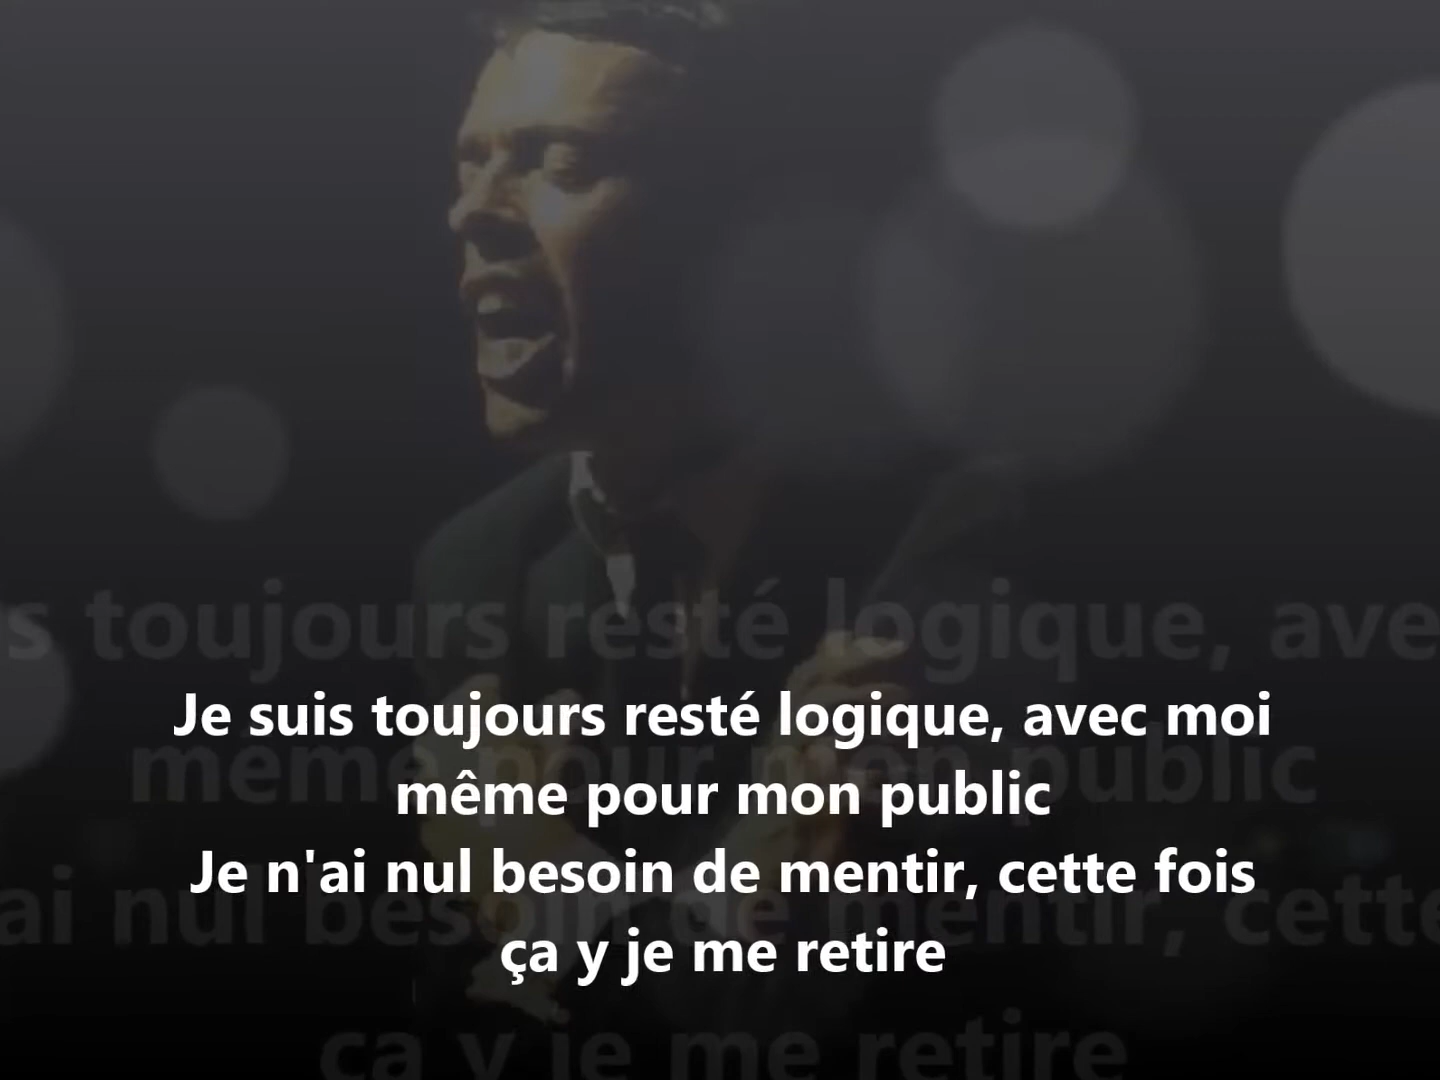 Je suis toujours resté logique, avec moi
même pour mon public
Je n'ai nul besoin de mentir, cette fois
ça y je me retire